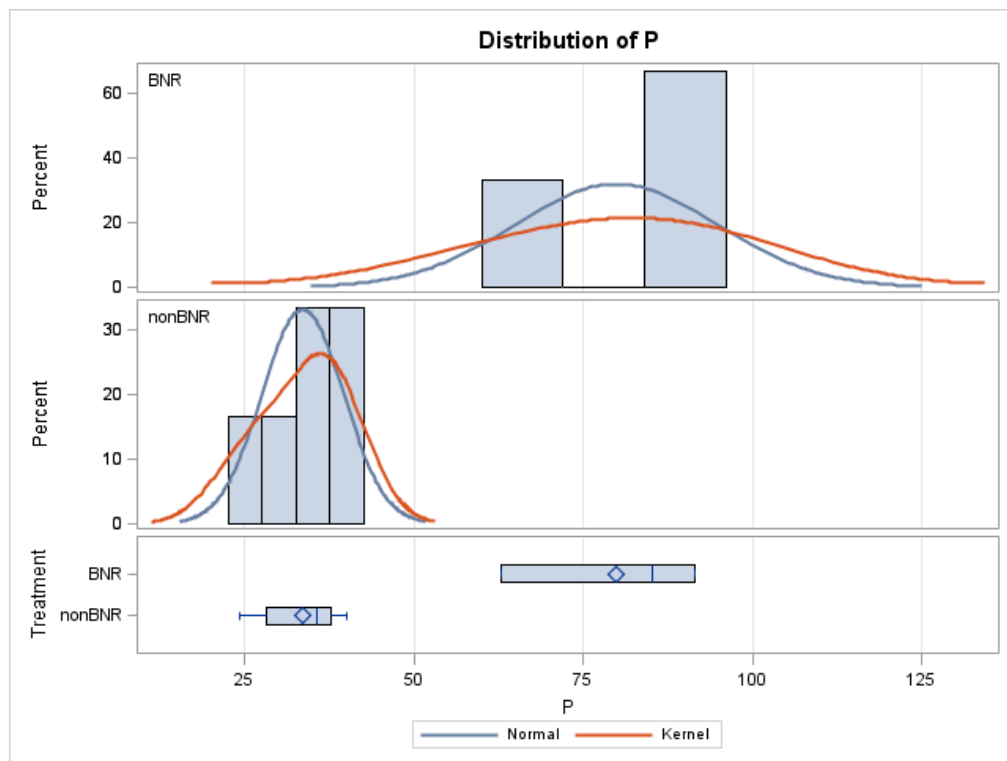 Distribution of P
BNR
Percent
60
40
20
0
nonBNR
Percent
30
20
10
0
Treatment
BNR
nonBNR
25 50 75 100 125
P
Normal Kernel